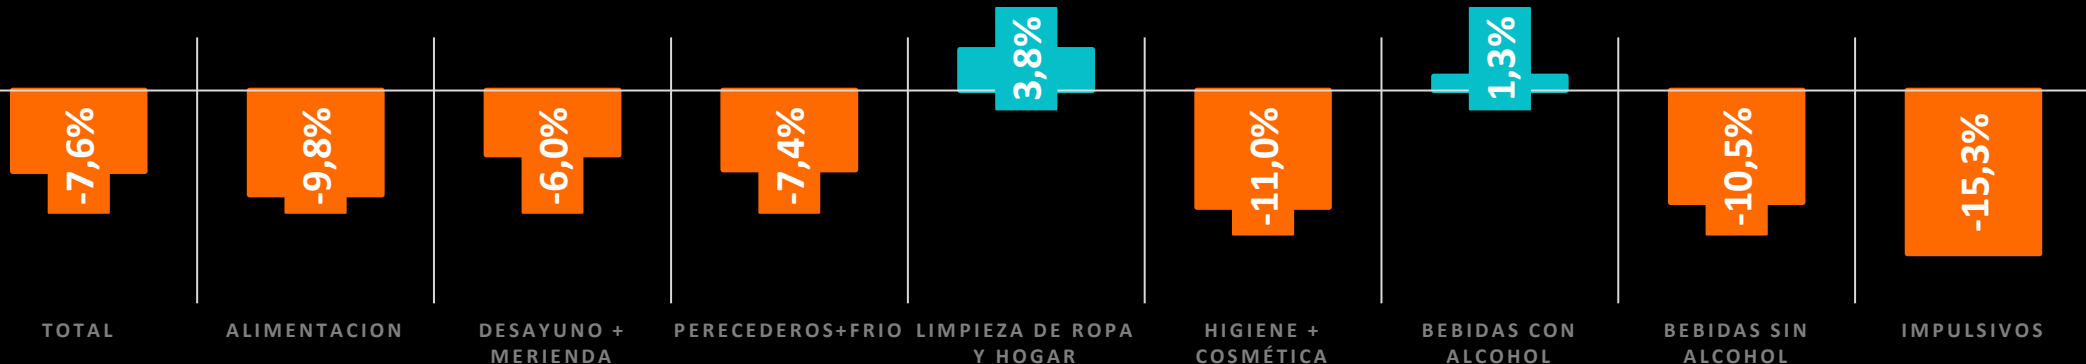 -7,6%
-9,8%
-6,0%
-7,4%
3,8%
-11,0%
1,3%
-10,5%
-15,3%
TOTAL
ALIMENTACION
DESAYUNO +
MERIENDA
PERECEDEROS+FRIO
LIMPIEZA DE ROPA
Y HOGAR
HIGIENE +
COSMÉTICA
BEBIDAS CON
ALCOHOL
BEBIDAS SIN
ALCOHOL
IMPULSIVOS